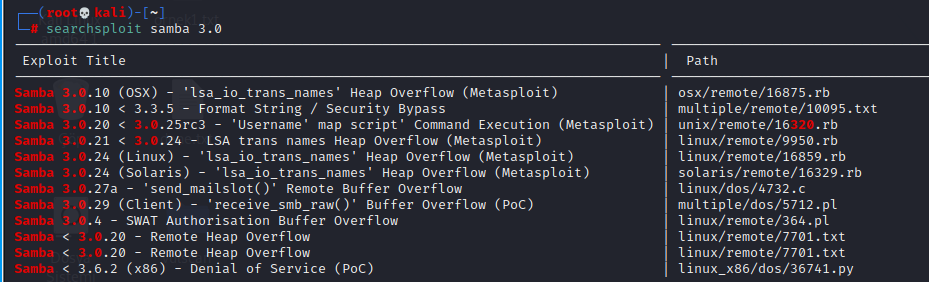 (root💀kali)-[~]
# searchsploit samba 3.0
Exploit Title | Path
Samba 3.0.10 (OSX) - 'lsa_io_trans_names' Heap Overflow (Metasploit) | osx/remote/16875.rb
Samba 3.0.10 < 3.3.5 - Format String / Security Bypass | multiple/remote/10095.txt
Samba 3.0.20 < 3.0.25rc3 - 'Username' map script' Command Execution (Metasploit) | unix/remote/16320.rb
Samba 3.0.21 < 3.0.24 - LSA trans names Heap Overflow (Metasploit) | linux/remote/9950.rb
Samba 3.0.24 (Linux) - 'lsa_io_trans_names' Heap Overflow (Metasploit) | linux/remote/16859.rb
Samba 3.0.24 (Solaris) - 'lsa_io_trans_names' Heap Overflow (Metasploit) | solaris/remote/16329.rb
Samba 3.0.27a - 'send_mailslot()' Remote Buffer Overflow | linux/dos/4732.c
Samba 3.0.29 (Client) - 'receive_smb_raw()' Buffer Overflow (PoC) | multiple/dos/5712.pl
Samba 3.0.4 - SWAT Authorisation Buffer Overflow | linux/remote/364.pl
Samba < 3.0.20 - Remote Heap Overflow | linux/remote/7701.txt
Samba < 3.0.20 - Remote Heap Overflow | linux/remote/7701.txt
Samba < 3.6.2 (x86) - Denial of Service (PoC) | linux_x86/dos/36741.py